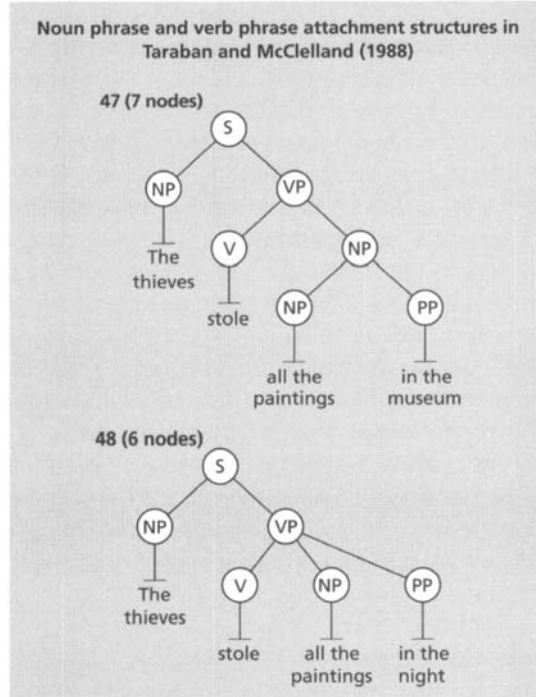 Noun phrase and verb phrase attachment structures in
Taraban and McClelland (1988)
47 (7 nodes)
S
NP VP
The
thieves
V NP
stole
NP PP
all the in the
paintings museum
48 (6 nodes)
S
NP VP
The
thieves
V NP PP
stole all the in the
paintings night